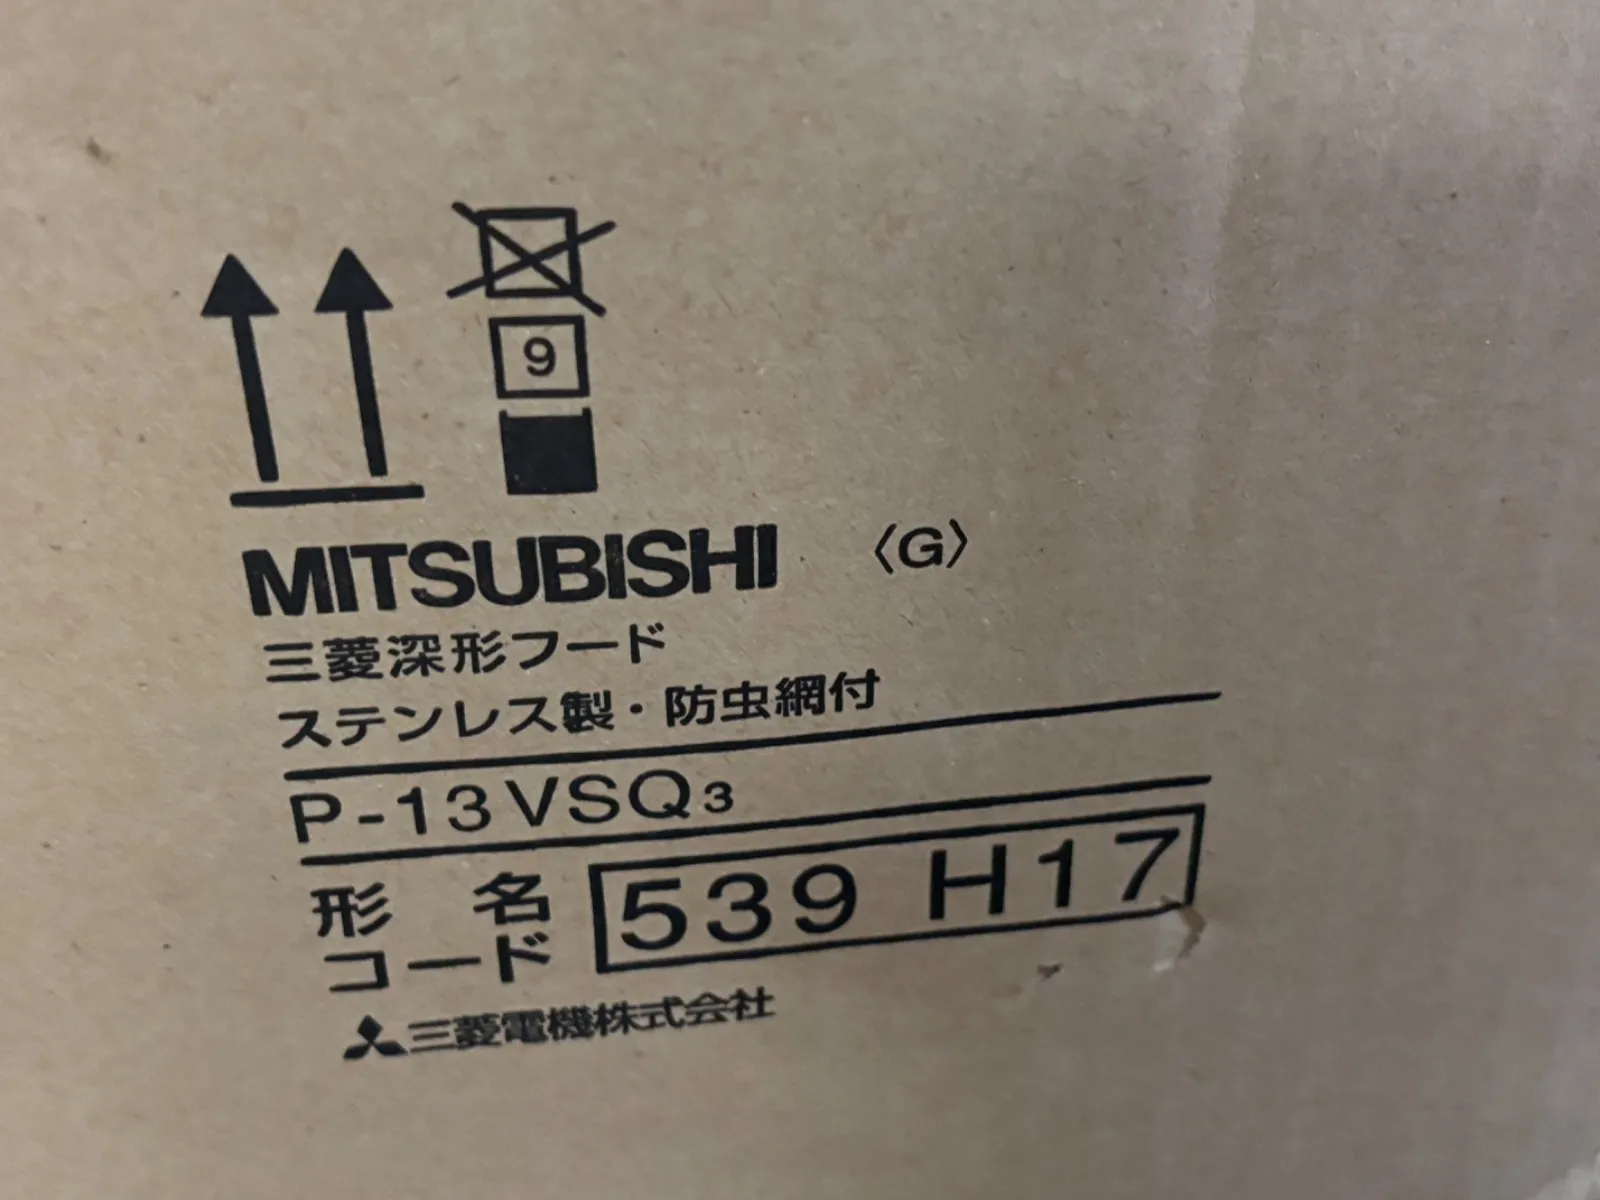 9
MITSUBISHI 〈G〉
三菱深形フード
ステンレス製・防虫網付
P-13VSQ3
形名
コード 539 H17
三菱電機株式会社